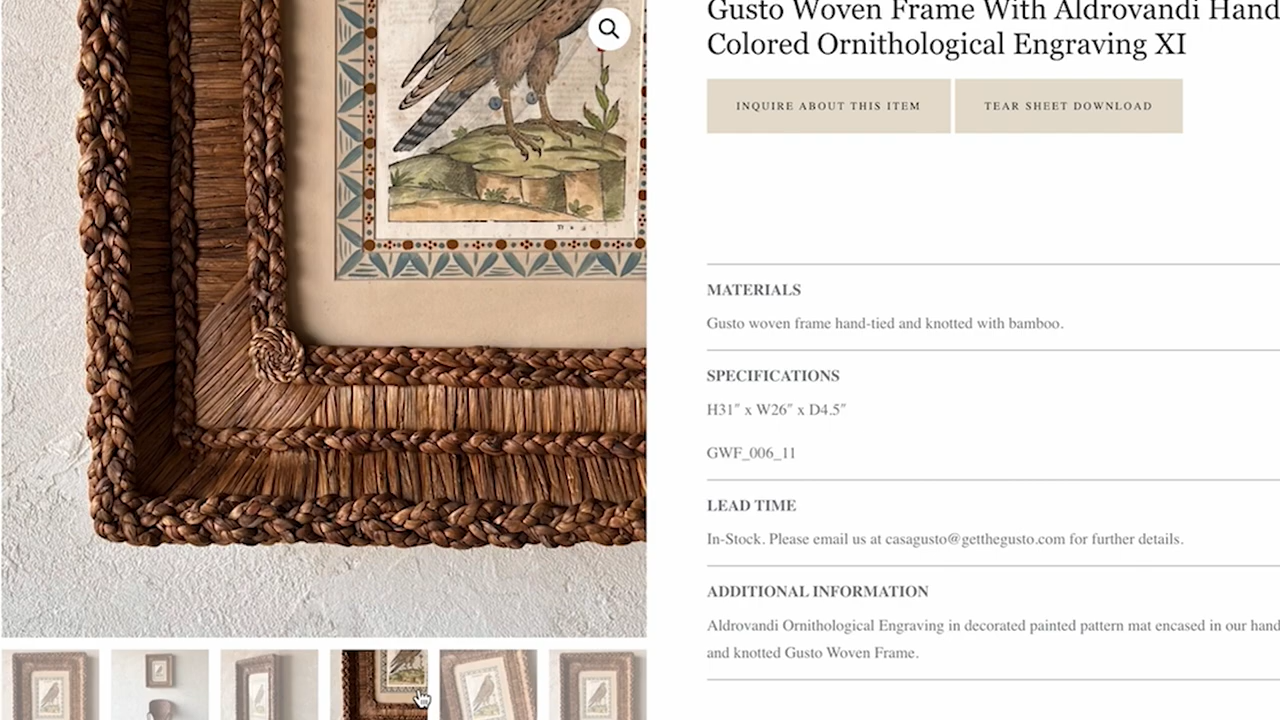 Gusto Woven Frame With Aldrovandi Hand
Colored Ornithological Engraving XI
INQUIRE ABOUT THIS ITEM
TEAR SHEET DOWNLOAD
MATERIALS
Gusto woven frame hand-tied and knotted with bamboo.
SPECIFICATIONS
H31″ x W26″ x D4.5″
GWF_006_11
LEAD TIME
In-Stock. Please email us at casagusto@getthegusto.com for further details.
ADDITIONAL INFORMATION
Aldrovandi Ornithological Engraving in decorated painted pattern mat encased in our hand
and knotted Gusto Woven Frame.